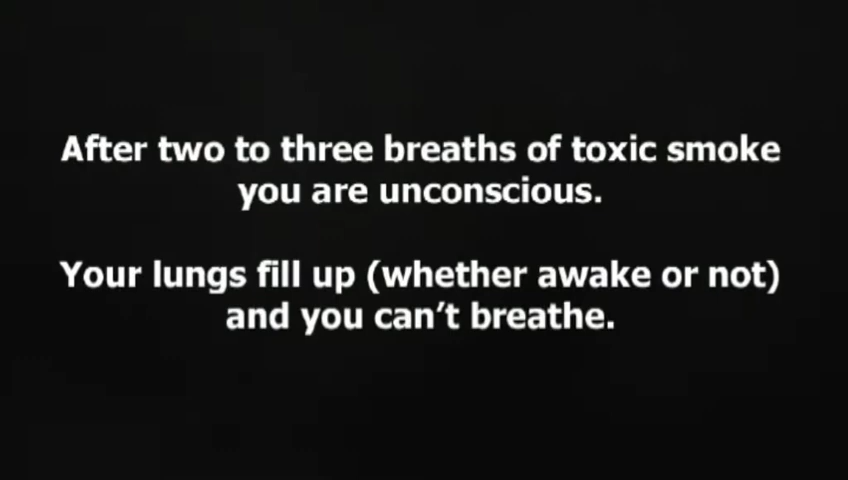 After two to three breaths of toxic smoke
you are unconscious.
Your lungs fill up (whether awake or not)
and you can't breathe.